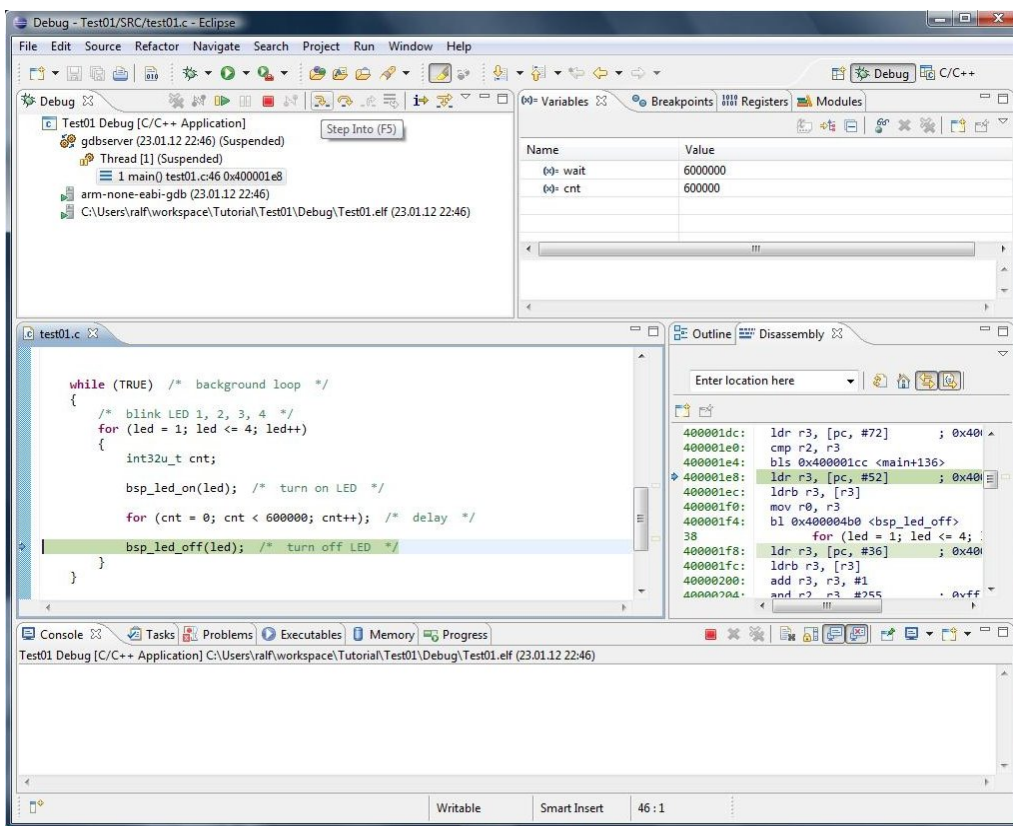 Debug - Test01/SRC/test01.c - Eclipse
File Edit Source Refactor Navigate Search Project Run Window Help
Debug C/C++
Debug
Step Into (F5)
Test01 Debug [C/C++ Application]
gdbserver (23.01.12 22:46) (Suspended)
Thread [1] (Suspended)
1 main() test01.c:46 0x400001e8
arm-none-eabi-gdb (23.01.12 22:46)
C:\Users\ralf\workspace\Tutorial\Test01\Debug\Test01.elf (23.01.12 22:46)
(x)= Variables Breakpoints Registers Modules
Name Value
(x)= wait 6000000
(x)= cnt 600000
test01.c
while (TRUE) /* background loop */
{
/* blink LED 1, 2, 3, 4 */
for (led = 1; led <= 4; led++)
{
int32u_t cnt;
bsp_led_on(led); /* turn on LED */
for (cnt = 0; cnt < 600000; cnt++); /* delay */
bsp_led_off(led); /* turn off LED */
}
}
Outline Disassembly
Enter location here
400001dc: ldr r3, [pc, #72] ; 0x400
400001e0: cmp r2, r3
400001e4: bls 0x400001cc <main+136>
400001e8: ldr r3, [pc, #52] ; 0x400
400001ec: ldrb r3, [r3]
400001f0: mov r0, r3
400001f4: bl 0x400004b0 <bsp_led_off>
38 for (led = 1; led <= 4;
400001f8: ldr r3, [pc, #36] ; 0x400
400001fc: ldrb r3, [r3]
40000200: add r3, r3, #1
40000204: and r2, r3, #255 ; 0xff
Console Tasks Problems Executables Memory Progress
Test01 Debug [C/C++ Application] C:\Users\ralf\workspace\Tutorial\Test01\Debug\Test01.elf (23.01.12 22:46)
Writable Smart Insert 46 : 1